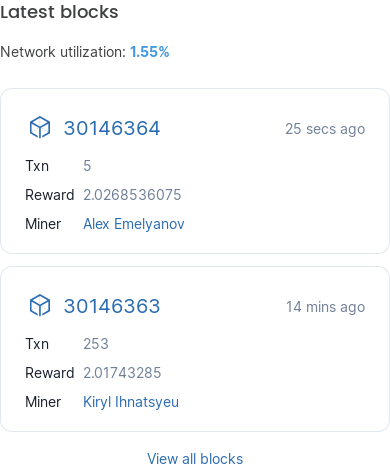 Latest blocks
Network utilization: 1.55%
30146364 25 secs ago
Txn 5
Reward 2.0268536075
Miner Alex Emelyanov
30146363 14 mins ago
Txn 253
Reward 2.01743285
Miner Kiryl Ihnatsyeu
View all blocks